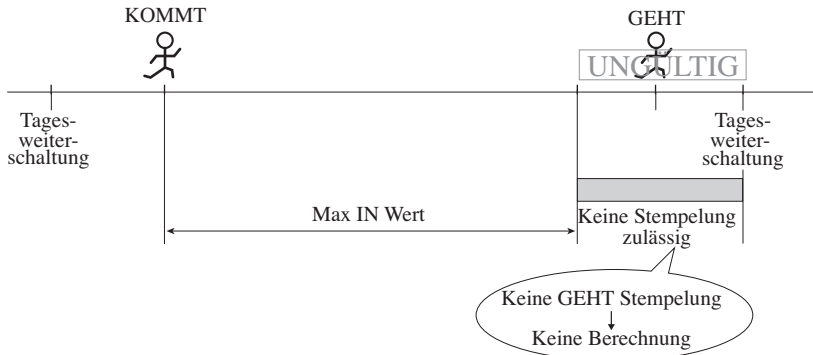 KOMMT
GEHT
UNGÜLTIG
Tages-
weiter-
schaltung
Tages-
weiter-
schaltung
Max IN Wert
Keine Stempelung
zulässig
Keine GEHT Stempelung
Keine Berechnung